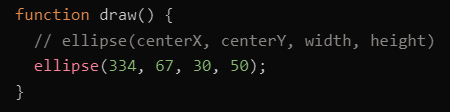 function draw() {
  // ellipse(centerX, centerY, width, height)
  ellipse(334, 67, 30, 50);
}